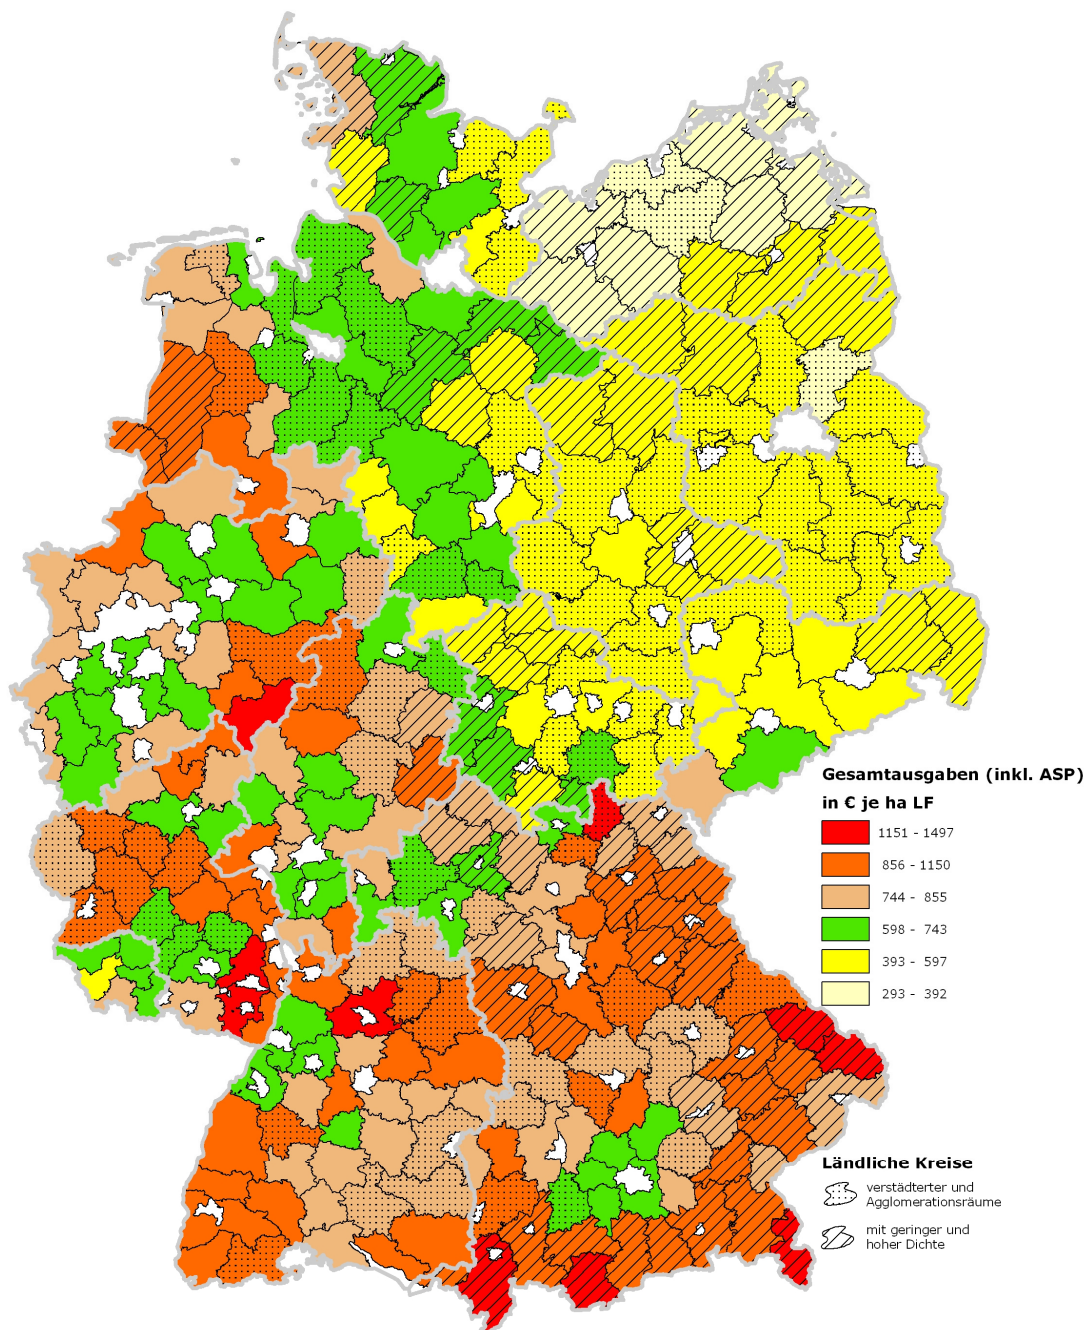 Gesamtausgaben (inkl. ASP)
in € je ha LF
1151 - 1497
856 - 1150
744 - 855
598 - 743
393 - 597
293 - 392
Ländliche Kreise
verstädterter und
Agglomerationsräume
mit geringer und
hoher Dichte